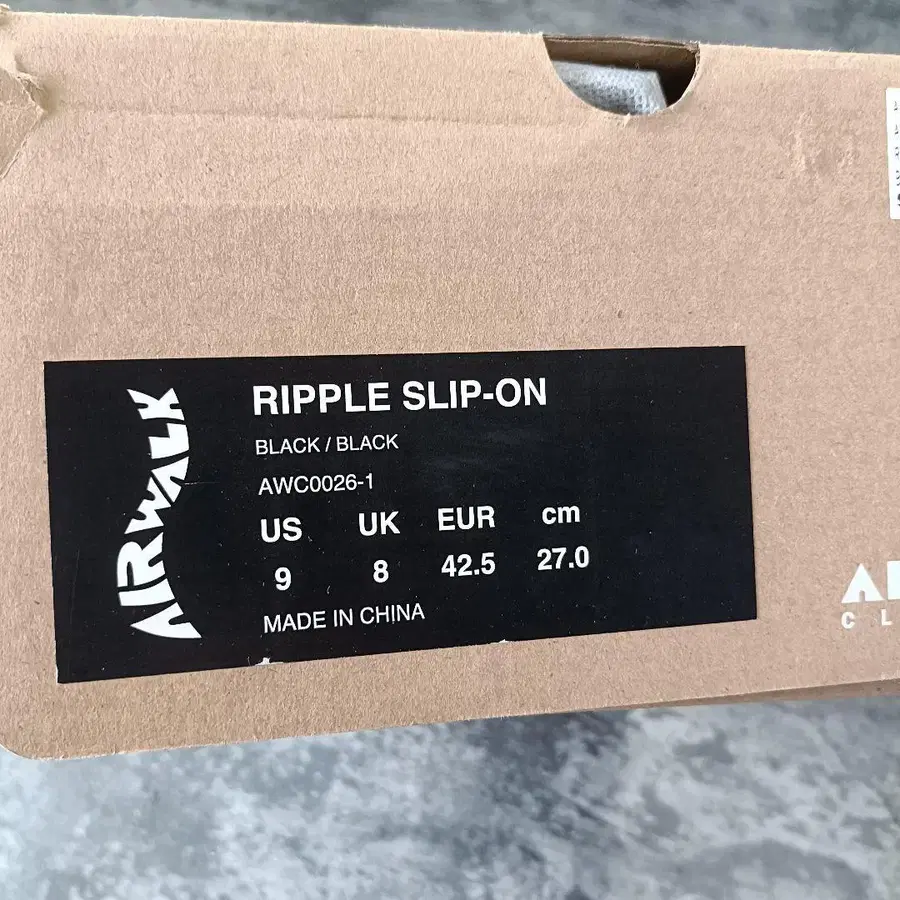 AIRWALK
RIPPLE SLIP-ON
BLACK / BLACK
AWC0026-1
US UK EUR cm
9 8 42.5 27.0
MADE IN CHINA